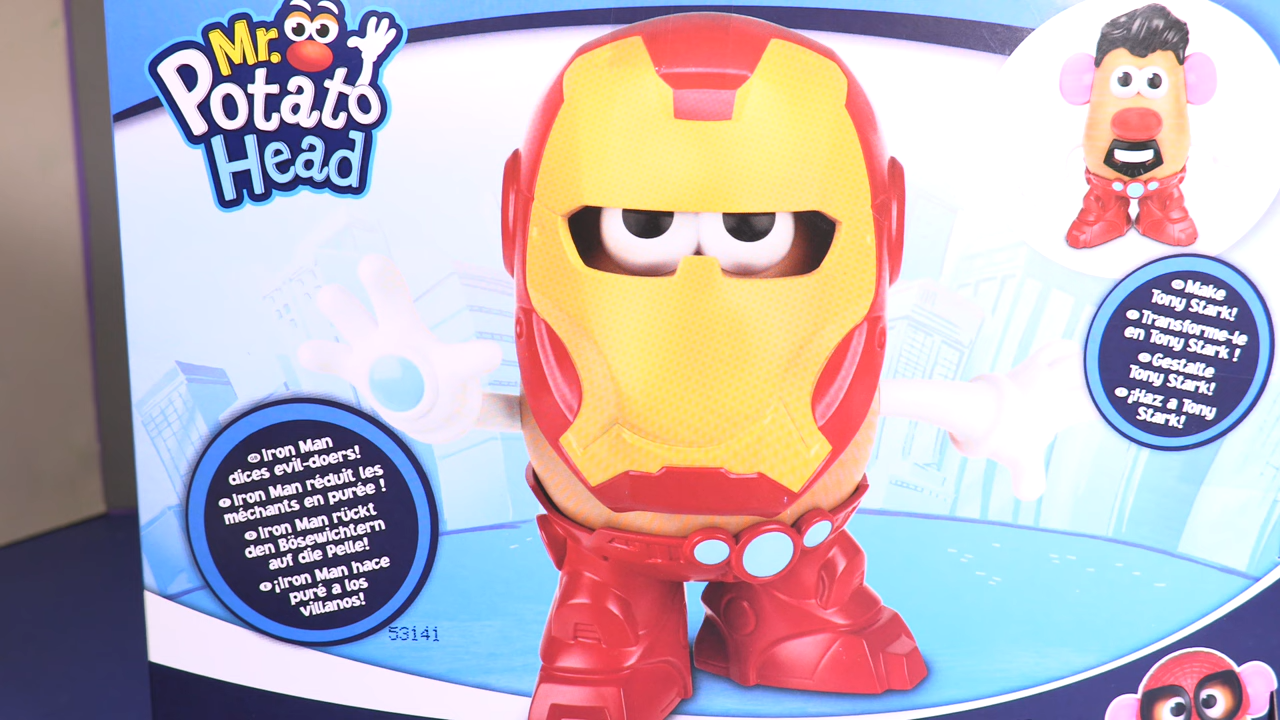 Mr.
Potato
Head
Make
Tony Stark!
Transforme-le
en Tony Stark !
Gestalte
Tony Stark!
¡Haz a Tony
Stark!
Iron Man
dices evil-doers!
Iron Man réduit les
méchants en purée !
Iron Man rückt
den Bösewichtern
auf die Pelle!
¡Iron Man hace
puré a los
villanos!
53141